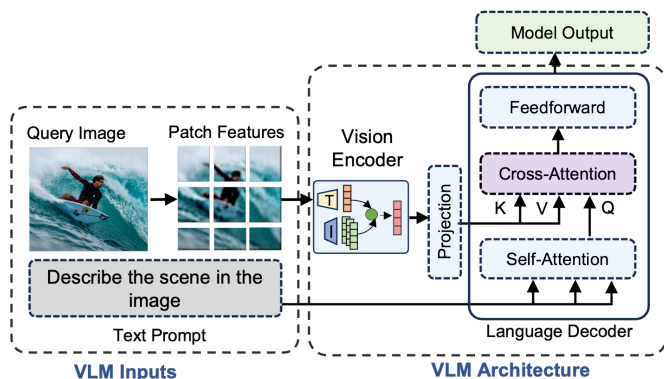 Model Output
Query Image
Patch Features
Vision
Encoder
T
I
Projection
Feedforward
Cross-Attention
K
V
Q
Self-Attention
Language Decoder
Describe the scene in the
image
Text Prompt
VLM Inputs
VLM Architecture